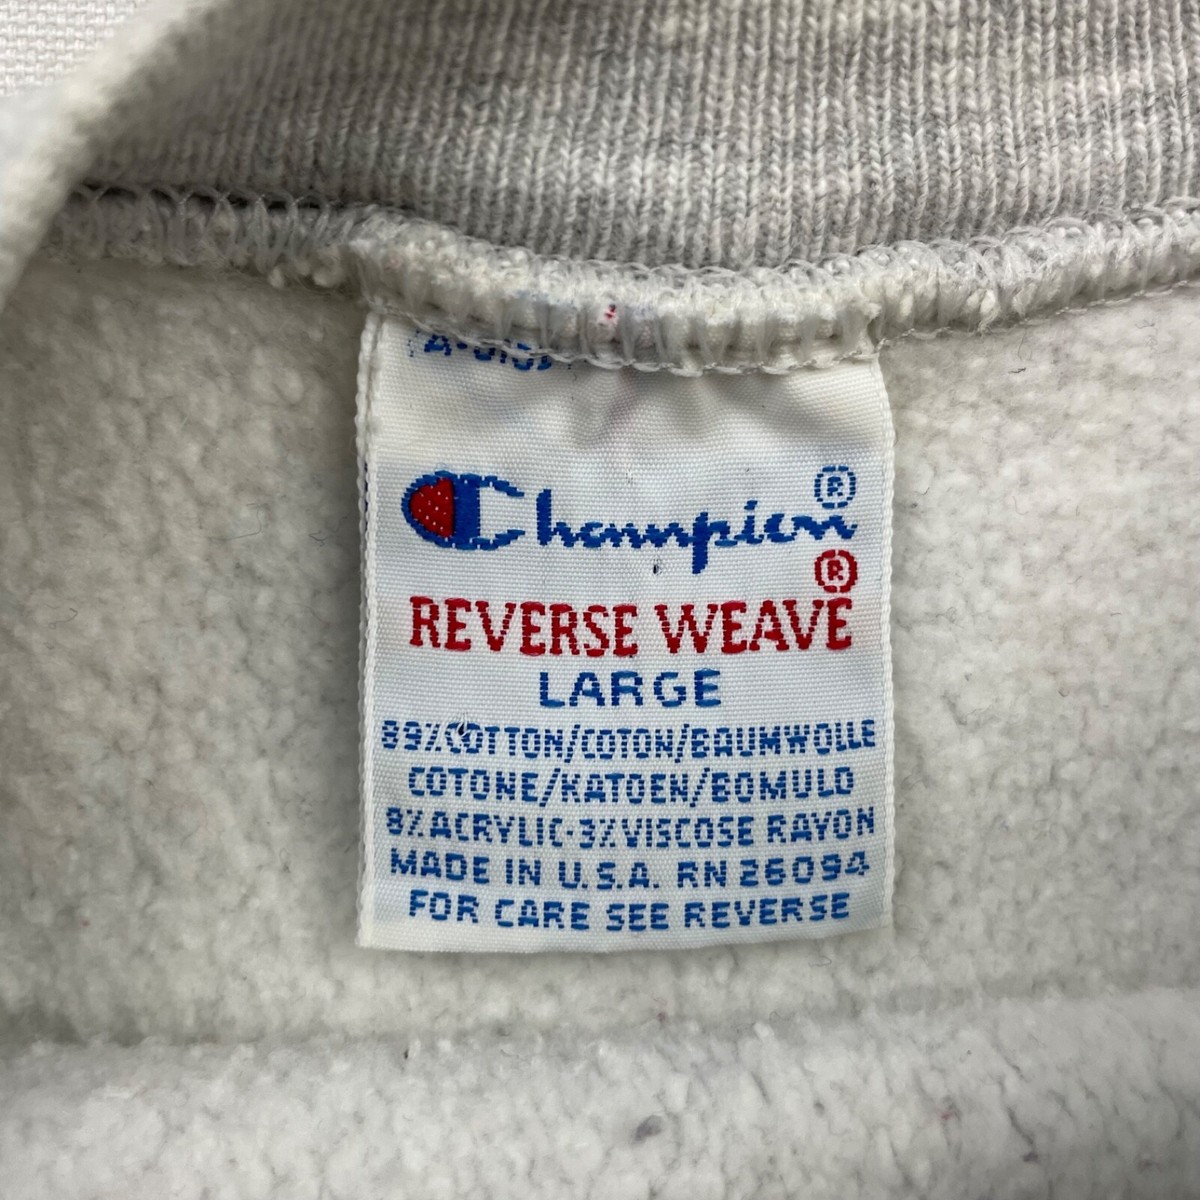 Champion®
REVERSE WEAVE®
LARGE
89% COTTON/COTON/BAUMWOLLE
COTONE/KATOEN/BOMULD
8% ACRYLIC-3% VISCOSE RAYON
MADE IN U.S.A. RN 26094
FOR CARE SEE REVERSE